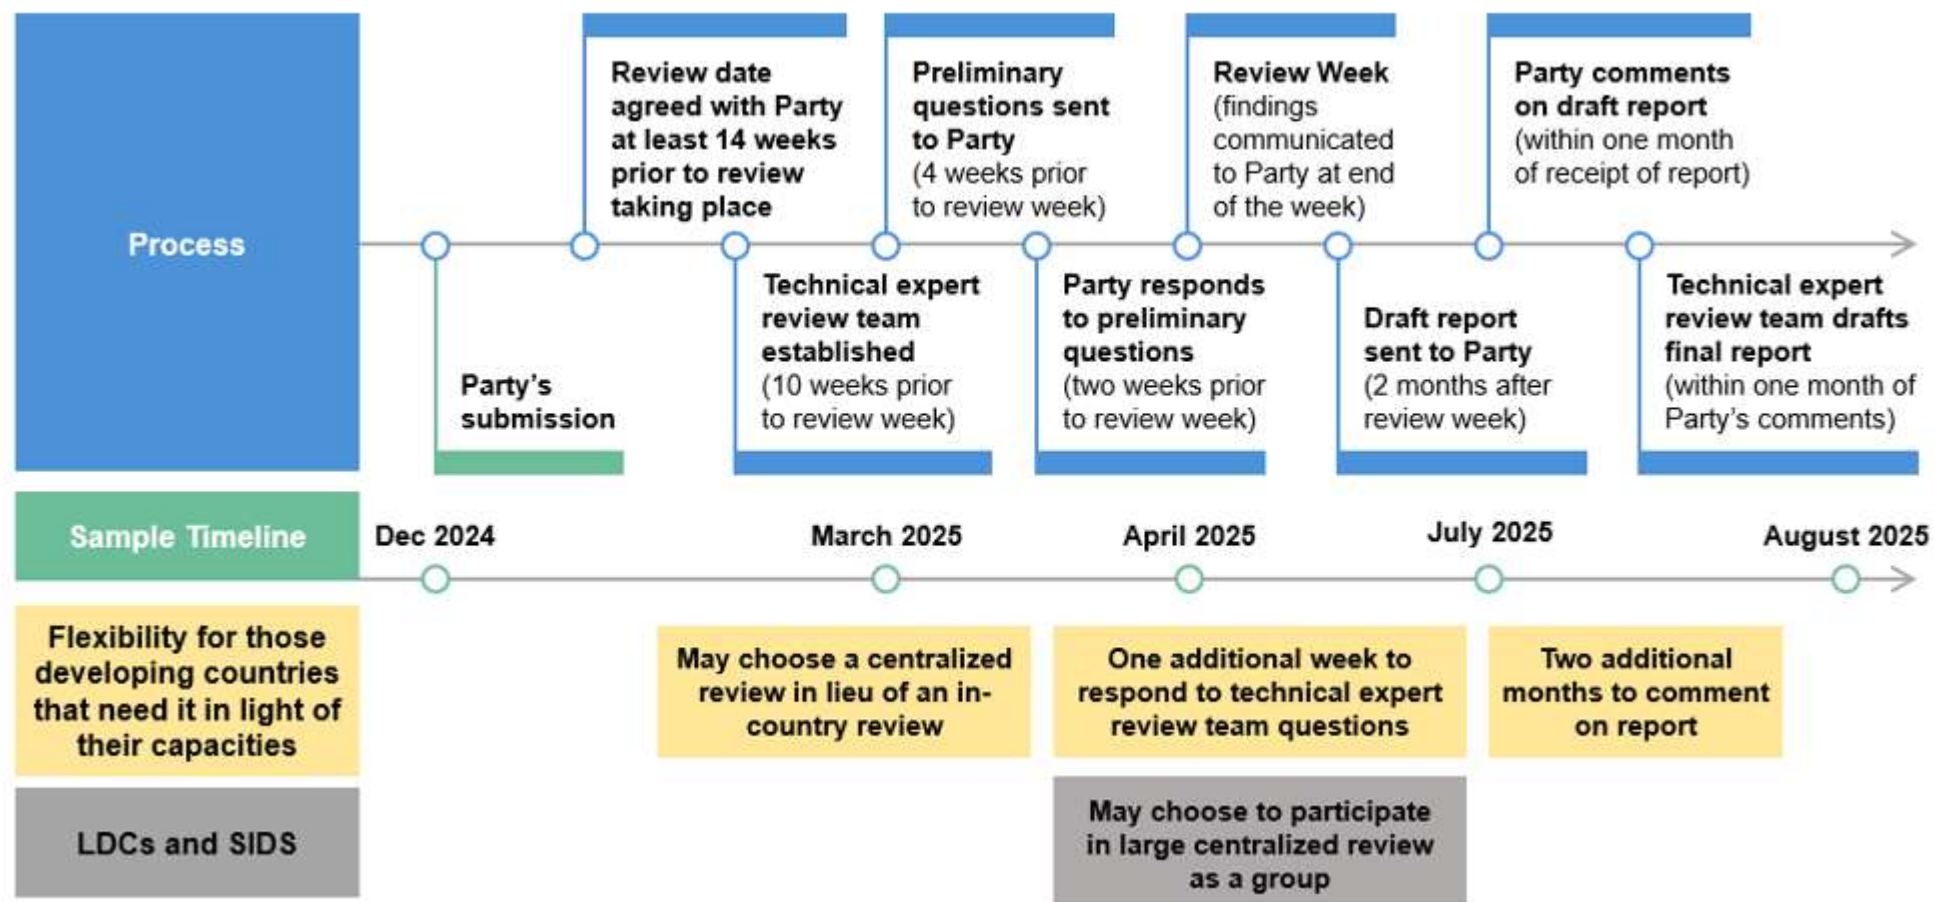 Process
Review date
agreed with Party
at least 14 weeks
prior to review
taking place
Preliminary
questions sent
to Party
(4 weeks prior
to review week)
Review Week
(findings
communicated
to Party at end
of the week)
Party comments
on draft report
(within one month
of receipt of report)
Party's
submission
Technical expert
review team
established
(10 weeks prior
to review week)
Party responds
to preliminary
questions
(two weeks prior
to review week)
Draft report
sent to Party
(2 months after
review week)
Technical expert
review team drafts
final report
(within one month of
Party's comments)
Sample Timeline
Dec 2024
March 2025
April 2025
July 2025
August 2025
Flexibility for those
developing countries
that need it in light of
their capacities
May choose a centralized
review in lieu of an in-
country review
One additional week to
respond to technical expert
review team questions
Two additional
months to comment
on report
LDCs and SIDS
May choose to participate
in large centralized review
as a group